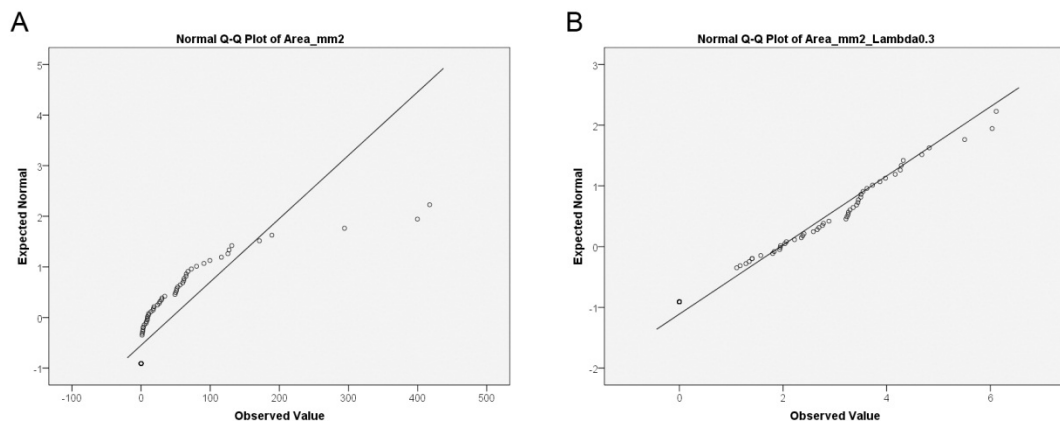 A
Normal Q-Q Plot of Area_mm2
5
4
3
2
1
0
-1
Expected Normal
-100 0 100 200 300 400 500
Observed Value
B
Normal Q-Q Plot of Area_mm2_Lambda0.3
3
2
1
0
-1
-2
Expected Normal
0 2 4 6
Observed Value